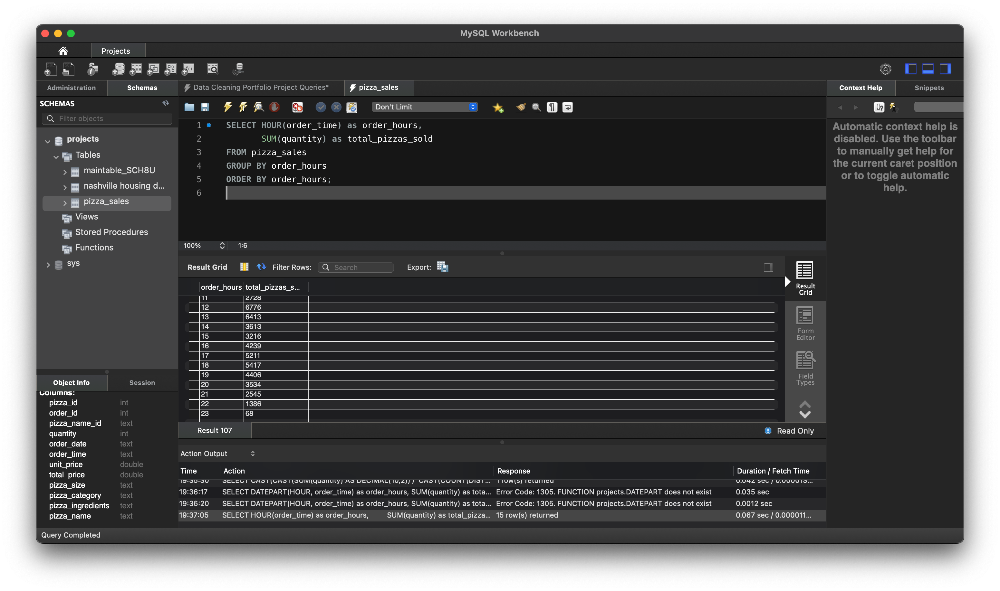 MySQL Workbench
Projects
Administration
Schemas
Data Cleaning Portfolio Project Queries*
pizza_sales
Context Help
Snippets
SCHEMAS
Filter objects
Don't Limit
projects
Tables
maintable_SCH8U
nashville housing d...
pizza_sales
Views
Stored Procedures
Functions
sys
1 SELECT HOUR(order_time) as order_hours,
2 SUM(quantity) as total_pizzas_sold
3 FROM pizza_sales
4 GROUP BY order_hours
5 ORDER BY order_hours;
6
Automatic context help is
disabled. Use the toolbar
to manually get help for
the current caret position
or to toggle automatic
help.
100% 1:6
Result Grid Filter Rows: Search Export:
order_hours total_pizzas_s...
11 2728
12 6776
13 6413
14 3613
15 3216
16 4239
17 5211
18 5417
19 4406
20 3534
21 2545
22 1386
23 68
Result
Grid
Form
Editor
Field
Types
Result 107
Read Only
Object Info
Session
Columns:
pizza_id int
order_id int
pizza_name_id text
quantity int
order_date text
order_time text
unit_price double
total_price double
pizza_size text
pizza_category text
pizza_ingredients text
pizza_name text
Action Output
Time Action Response Duration / Fetch Time
19:35:30 SELECT CAST(CAST(SUM(quantity) AS DECIMAL(10,2)) / CAST(COUNT(DIST... 1 row(s) returned 0.042 sec / 0.000013...
19:36:17 SELECT DATEPART(HOUR, order_time) as order_hours, SUM(quantity) as tota... Error Code: 1305. FUNCTION projects.DATEPART does not exist 0.035 sec
19:36:20 SELECT DATEPART(HOUR, order_time) as order_hours, SUM(quantity) as tota... Error Code: 1305. FUNCTION projects.DATEPART does not exist 0.0012 sec
19:37:05 SELECT HOUR(order_time) as order_hours, SUM(quantity) as total_pizza... 15 row(s) returned 0.067 sec / 0.000011...
Query Completed